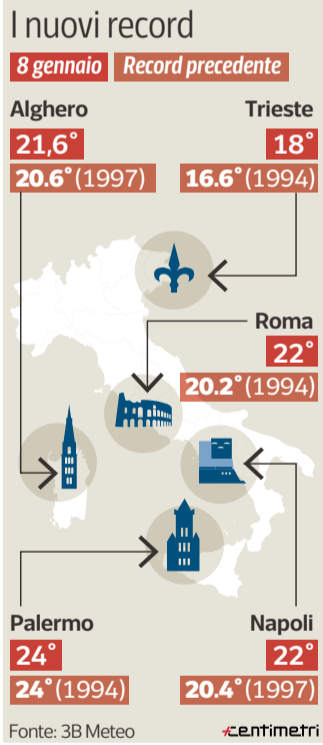 I nuovi record
8 gennaio Record precedente
Alghero
21,6°
20.6° (1997)
Trieste
18°
16.6° (1994)
Roma
22°
20.2° (1994)
Palermo
24°
24° (1994)
Napoli
22°
20.4° (1997)
Fonte: 3B Meteo
centimetri